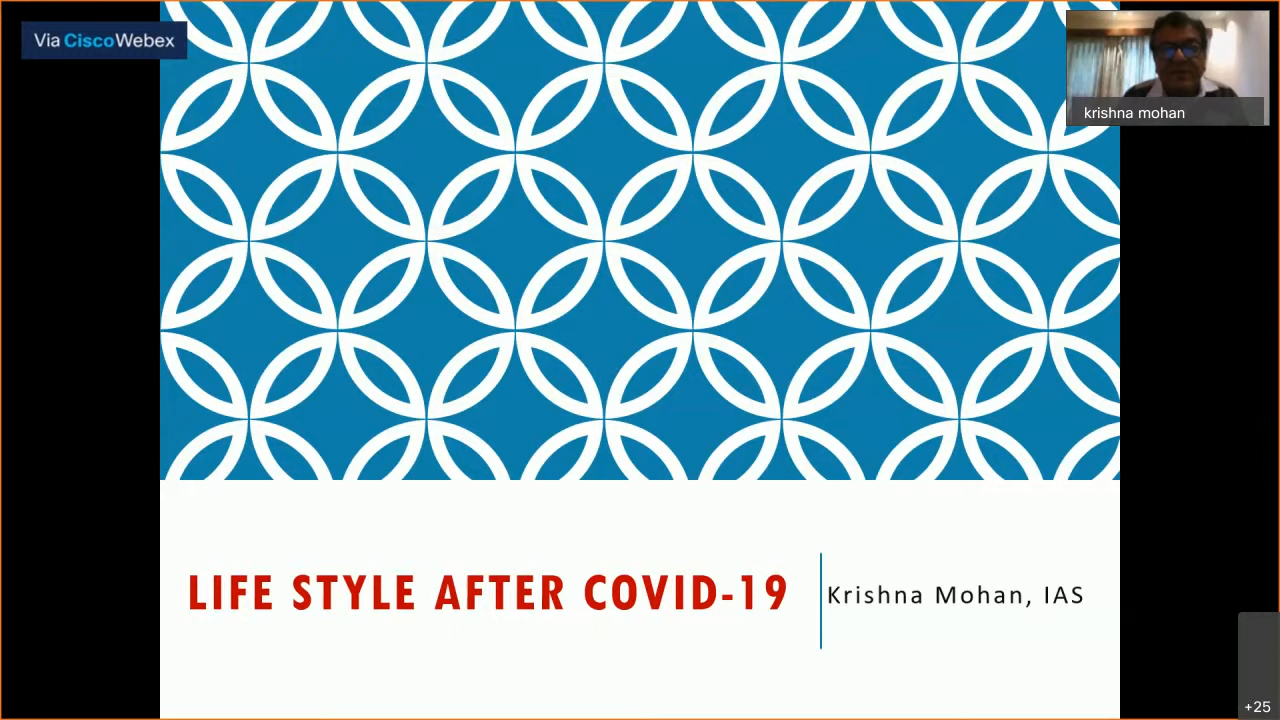 Via CiscoWebex
krishna mohan
LIFE STYLE AFTER COVID-19
Krishna Mohan, IAS
+25